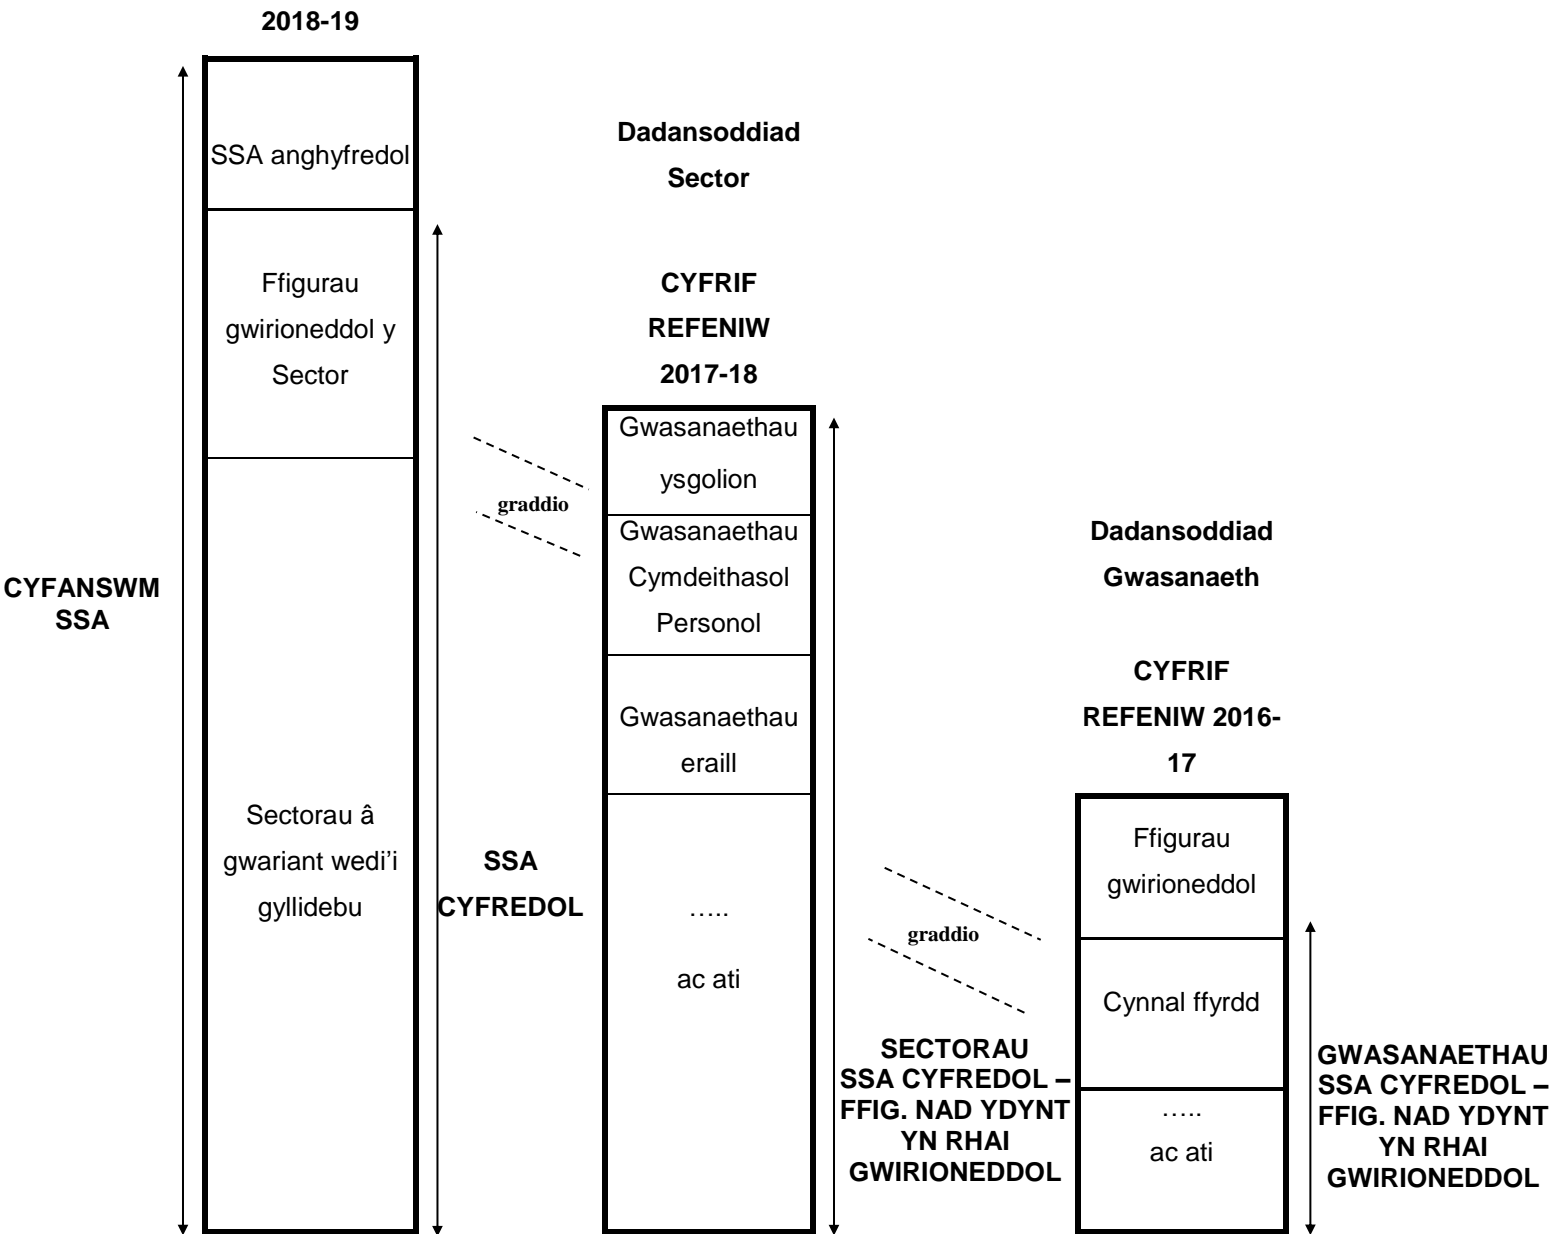 2018-19
SSA anghyfredol
Ffigurau
gwirioneddol y
Sector
Sectorau â
gwariant wedi'i
gyllidebu
CYFANSWM
SSA
SSA
CYFREDOL
graddio
Dadansoddiad
Sector
CYFRIF
REFENIW
2017-18
Gwasanaethau
ysgolion
Gwasanaethau
Cymdeithasol
Personol
Gwasanaethau
eraill
…..
ac ati
SECTORAU
SSA CYFREDOL –
FFIG. NAD YDYNT
YN RHAI
GWIRIONEDDOL
graddio
Dadansoddiad
Gwasanaeth
CYFRIF
REFENIW 2016-
17
Ffigurau
gwirioneddol
Cynnal ffyrdd
…..
ac ati
GWASANAETHAU
SSA CYFREDOL –
FFIG. NAD YDYNT
YN RHAI
GWIRIONEDDOL